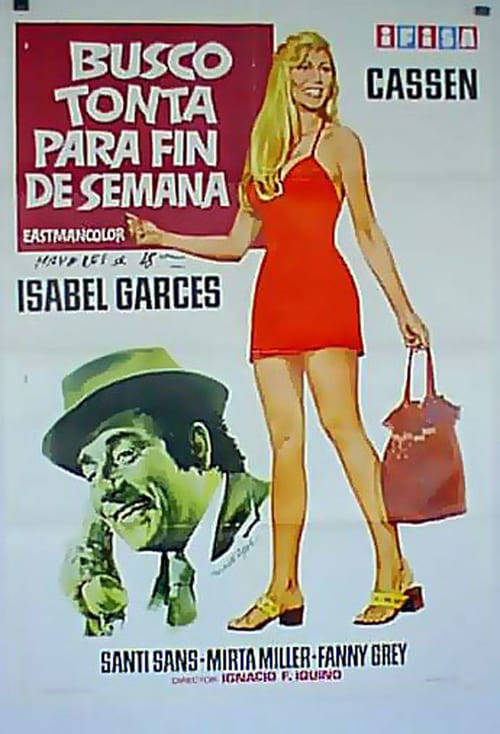 IFISA
BUSCO
TONTA
PARA FIN
DE SEMANA
CASSEN
EASTMANCOLOR
ISABEL GARCES
SANTI SANS-MIRTA MILLER-FANNY GREY
DIRECTOR IGNACIO F. IQUINO